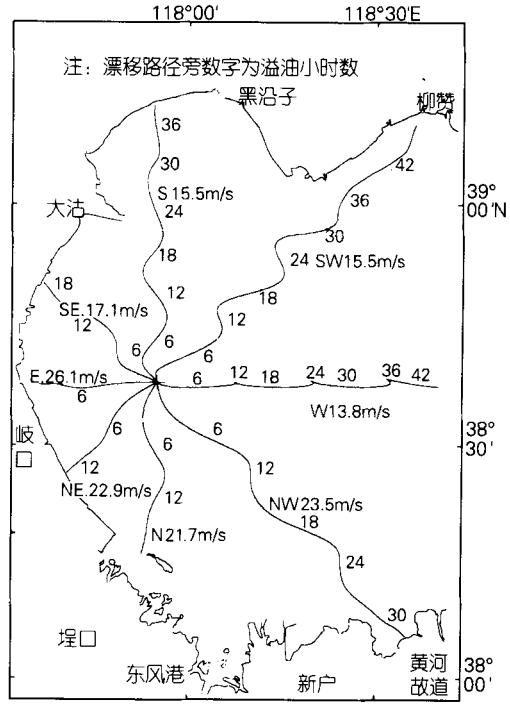 118°00′ 118°30′E
注：漂移路径旁数字为溢油小时数
黑沿子
柳赞
36
42
30
36
S 15.5m/s
39°
00′N
24
大沽
30
18
24
SW15.5m/s
18
12
18
SE.17.1m/s
12
12
6
6
6
E.26.1m/s
6
6
12
18
24
30
36
42
W13.8m/s
6
6
6
38°
30′
岐
口
12
12
NE.22.9m/s
12
NW23.5m/s
18
N21.7m/s
24
30
埕口
东风港
新户
黄河
故道
38°
00′